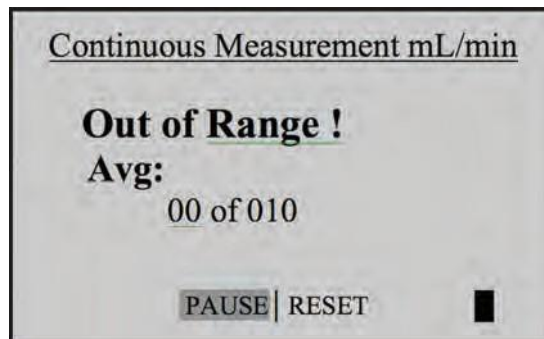 Continuous Measurement mL/min
Out of Range !
Avg:
00 of 010
PAUSE | RESET